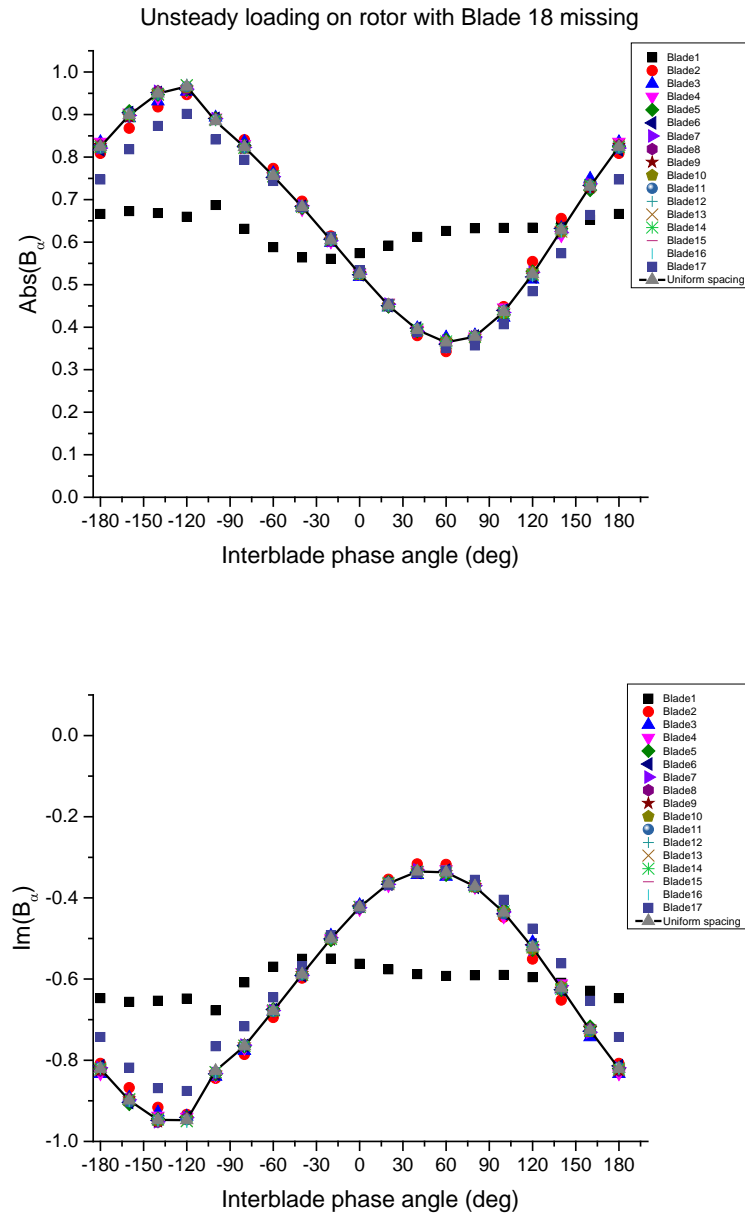 Unsteady loading on rotor with Blade 18 missing
Abs(Bα)
1.0
0.9
0.8
0.7
0.6
0.5
0.4
0.3
0.2
0.1
0.0
-180 -150 -120 -90 -60 -30 0 30 60 90 120 150 180
Interblade phase angle (deg)
Blade1
Blade2
Blade3
Blade4
Blade5
Blade6
Blade7
Blade8
Blade9
Blade10
Blade11
Blade12
Blade13
Blade14
Blade15
Blade16
Blade17
Uniform spacing
Im(Bα)
0.0
-0.2
-0.4
-0.6
-0.8
-1.0
-180 -150 -120 -90 -60 -30 0 30 60 90 120 150 180
Interblade phase angle (deg)
Blade1
Blade2
Blade3
Blade4
Blade5
Blade6
Blade7
Blade8
Blade9
Blade10
Blade11
Blade12
Blade13
Blade14
Blade15
Blade16
Blade17
Uniform spacing